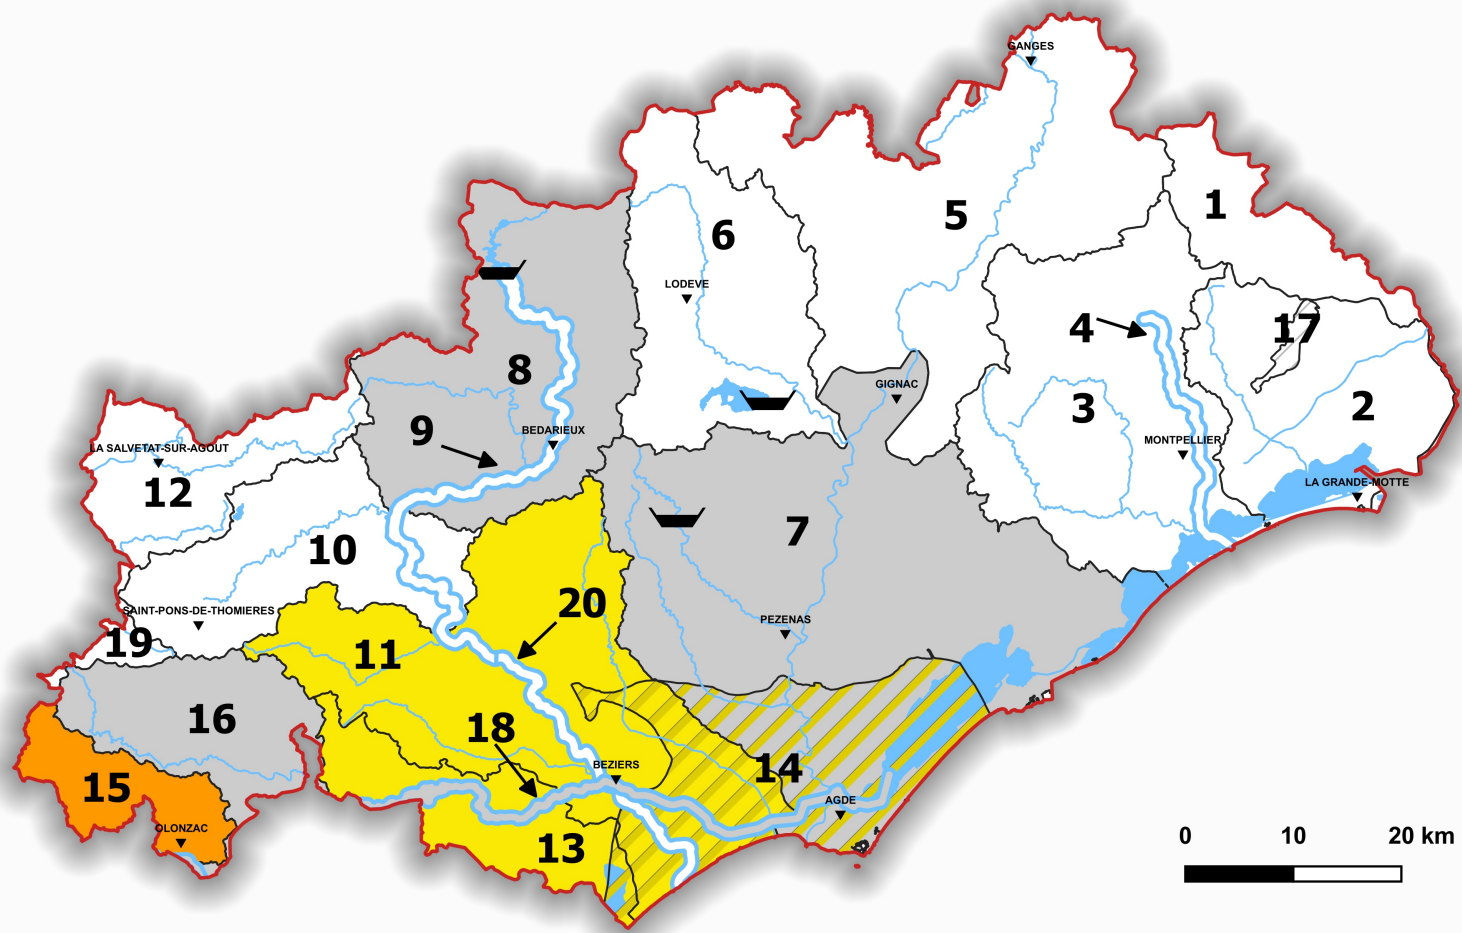 GANGES
1
5
6
LODEVE
4
17
8
GIGNAC
2
3
9
BEDARIEUX
MONTPELLIER
LA SALVETAT-SUR-AGOUT
12
LA GRANDE-MOTTE
7
10
20
SAINT-PONS-DE-THOMIERES
PEZENAS
19
11
16
18
BEZIERS
14
15
AGDE
OLONZAC
13
0 10 20 km